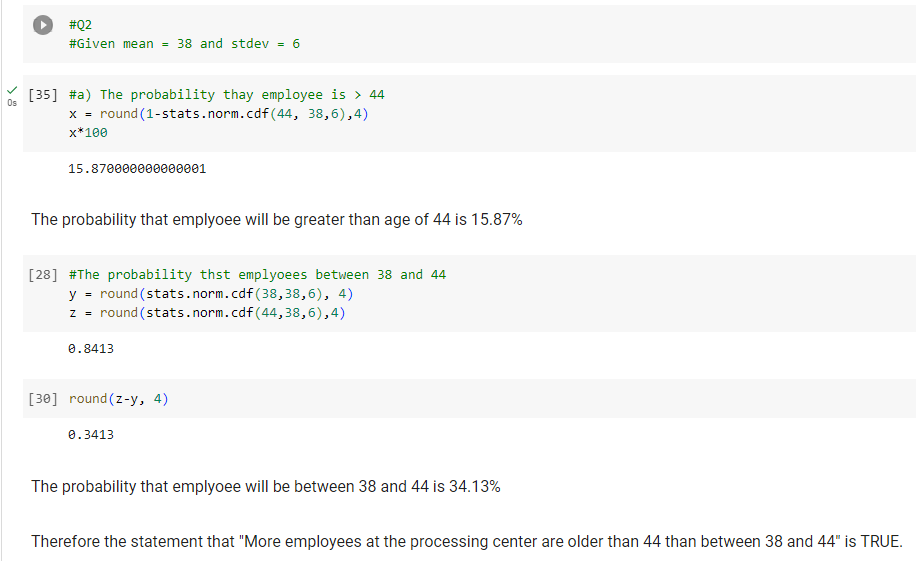 #Q2
#Given mean = 38 and stdev = 6
[35] #a) The probability thay employee is > 44
0s
x = round(1-stats.norm.cdf(44, 38,6),4)
x*100
15.870000000000001
The probability that emplyoee will be greater than age of 44 is 15.87%
[28] #The probability thst emplyoees between 38 and 44
y = round(stats.norm.cdf(38,38,6), 4)
z = round(stats.norm.cdf(44,38,6),4)
0.8413
[30] round(z-y, 4)
0.3413
The probability that emplyoee will be between 38 and 44 is 34.13%
Therefore the statement that "More employees at the processing center are older than 44 than between 38 and 44" is TRUE.